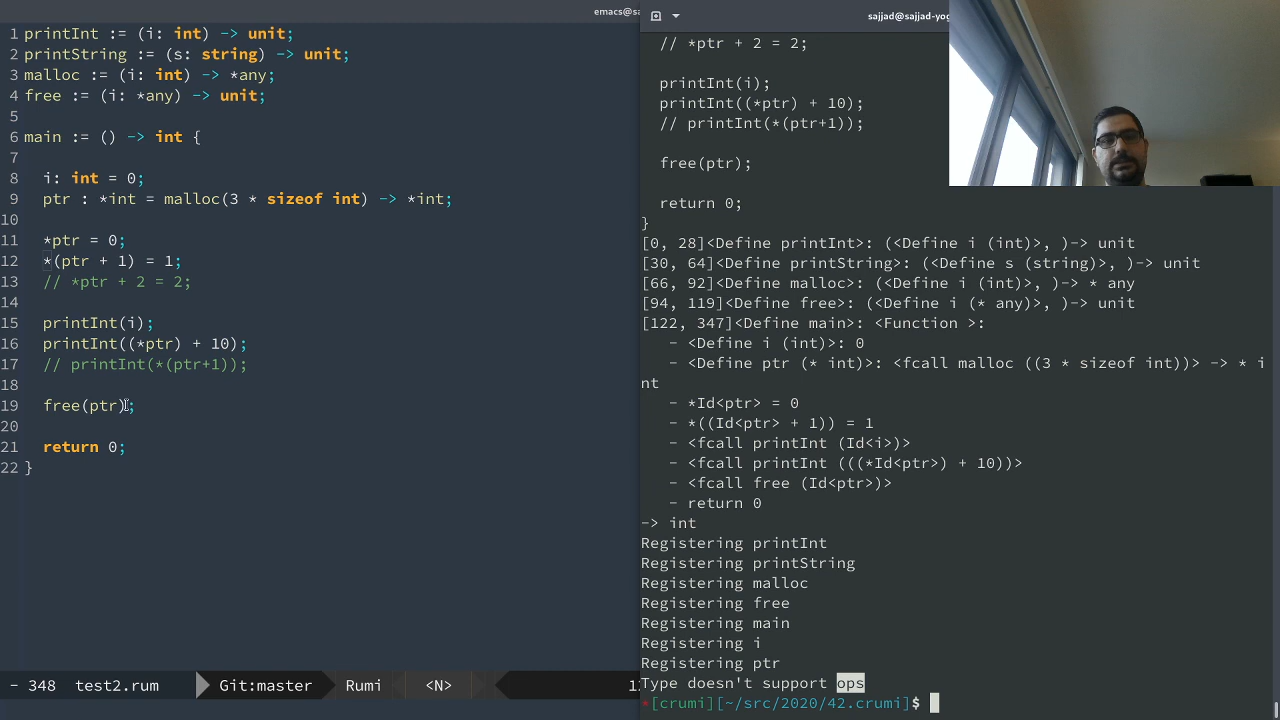 emacs@sa
1 printInt := (i: int) -> unit;
2 printString := (s: string) -> unit;
3 malloc := (i: int) -> *any;
4 free := (i: *any) -> unit;
5
6 main := () -> int {
7
8 i: int = 0;
9 ptr : *int = malloc(3 * sizeof int) -> *int;
10
11 *ptr = 0;
12 *(ptr + 1) = 1;
13 // *ptr + 2 = 2;
14
15 printInt(i);
16 printInt((*ptr) + 10);
17 // printInt(*(ptr+1));
18
19 free(ptr);
20
21 return 0;
22 }
- 348 test2.rum Git:master Rumi <N> 12
sajjad@sajjad-yog
// *ptr + 2 = 2;
printInt(i);
printInt((*ptr) + 10);
// printInt(*(ptr+1));
free(ptr);
return 0;
}
[0, 28]<Define printInt>: (<Define i (int)>, )-> unit
[30, 64]<Define printString>: (<Define s (string)>, )-> unit
[66, 92]<Define malloc>: (<Define i (int)>, )-> * any
[94, 119]<Define free>: (<Define i (* any)>, )-> unit
[122, 347]<Define main>: <Function >:
- <Define i (int)>: 0
- <Define ptr (* int)>: <fcall malloc ((3 * sizeof int))> -> * i
nt
- *Id<ptr> = 0
- *((Id<ptr> + 1)) = 1
- <fcall printInt (Id<i>)>
- <fcall printInt (((*Id<ptr>) + 10))>
- <fcall free (Id<ptr>)>
- return 0
-> int
Registering printInt
Registering printString
Registering malloc
Registering free
Registering main
Registering i
Registering ptr
Type doesn't support ops
*[crumi][~/src/2020/42.crumi]$